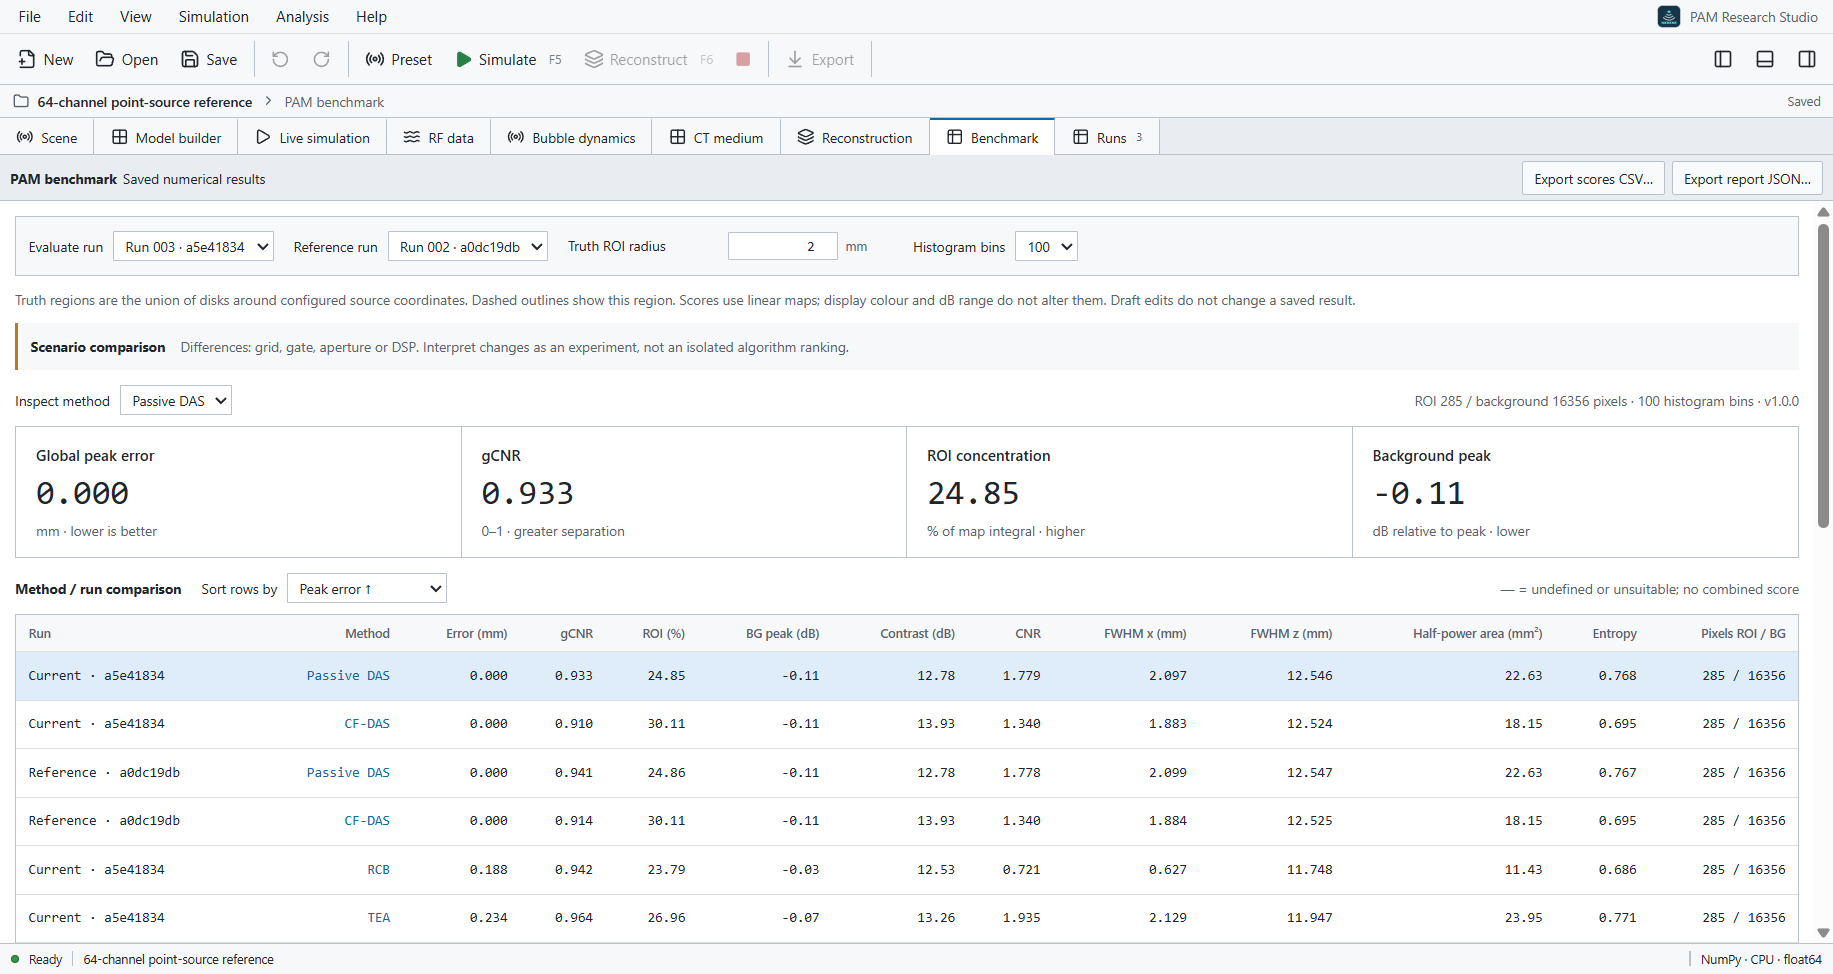 File Edit View Simulation Analysis Help PAM Research Studio
New Open Save Preset Simulate F5 Reconstruct F6 Export
64-channel point-source reference > PAM benchmark Saved
Scene Model builder Live simulation RF data Bubble dynamics CT medium Reconstruction Benchmark Runs 3
PAM benchmark Saved numerical results Export scores CSV... Export report JSON...
Evaluate run Run 003 · a5e41834 Reference run Run 002 · a0dc19db Truth ROI radius 2 mm Histogram bins 100
Truth regions are the union of disks around configured source coordinates. Dashed outlines show this region. Scores use linear maps; display colour and dB range do not alter them. Draft edits do not change a saved result.
Scenario comparison Differences: grid, gate, aperture or DSP. Interpret changes as an experiment, not an isolated algorithm ranking.
Inspect method Passive DAS ROI 285 / background 16356 pixels · 100 histogram bins · v1.0.0
Global peak error gCNR ROI concentration Background peak
0.000 0.933 24.85 -0.11
mm · lower is better 0–1 · greater separation % of map integral · higher dB relative to peak · lower
Method / run comparison Sort rows by Peak error ↑ — = undefined or unsuitable; no combined score
Run Method Error (mm) gCNR ROI (%) BG peak (dB) Contrast (dB) CNR FWHM x (mm) FWHM z (mm) Half-power area (mm²) Entropy Pixels ROI / BG
Current · a5e41834 Passive DAS 0.000 0.933 24.85 -0.11 12.78 1.779 2.097 12.546 22.63 0.768 285 / 16356
Current · a5e41834 CF-DAS 0.000 0.910 30.11 -0.11 13.93 1.340 1.883 12.524 18.15 0.695 285 / 16356
Reference · a0dc19db Passive DAS 0.000 0.941 24.86 -0.11 12.78 1.778 2.099 12.547 22.63 0.767 285 / 16356
Reference · a0dc19db CF-DAS 0.000 0.914 30.11 -0.11 13.93 1.340 1.884 12.525 18.15 0.695 285 / 16356
Current · a5e41834 RCB 0.188 0.942 23.79 -0.03 12.53 0.721 0.627 11.748 11.43 0.686 285 / 16356
Current · a5e41834 TEA 0.234 0.964 26.96 -0.07 13.26 1.935 2.129 11.947 23.95 0.771 285 / 16356
Ready 64-channel point-source reference NumPy · CPU · float64